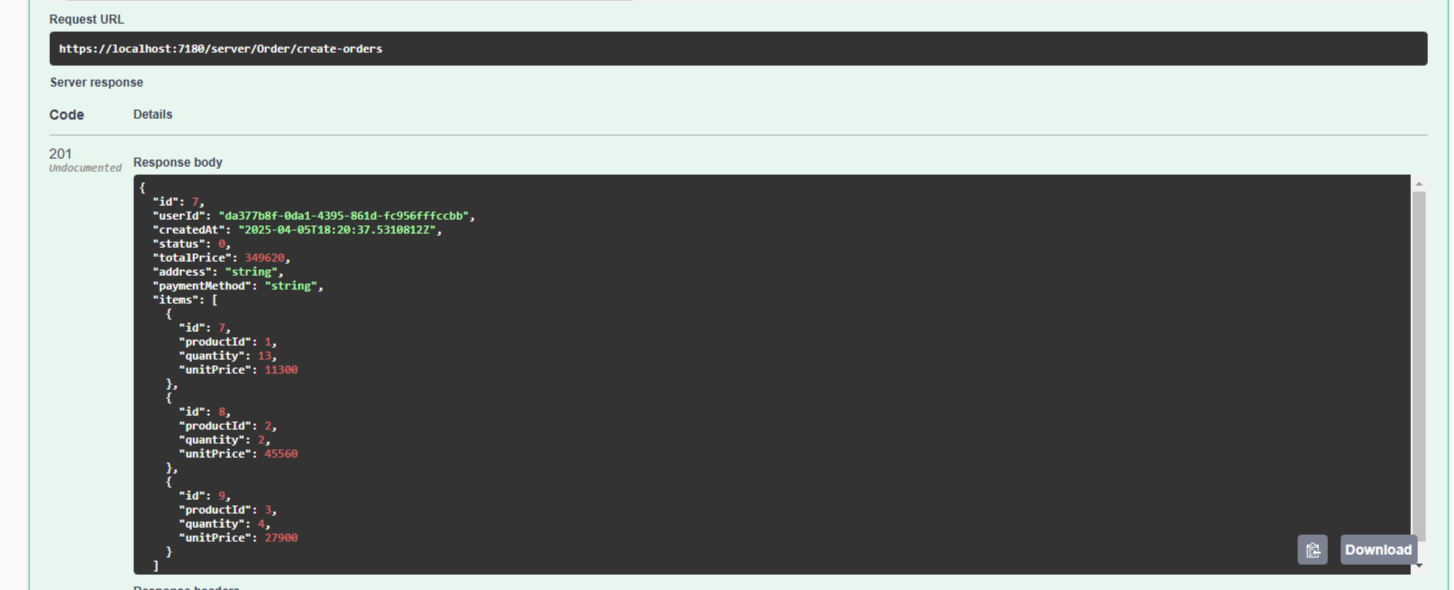 Request URL
https://localhost:7180/server/Order/create-orders
Server response
Code Details
201
Undocumented
Response body
{
"id": 7,
"userId": "da377b8f-0da1-4395-861d-fc956fffccbb",
"createdAt": "2025-04-05T18:20:37.5310812Z",
"status": 0,
"totalPrice": 349620,
"address": "string",
"paymentMethod": "string",
"items": [
{
"id": 7,
"productId": 1,
"quantity": 13,
"unitPrice": 11300
},
{
"id": 8,
"productId": 2,
"quantity": 2,
"unitPrice": 45560
},
{
"id": 9,
"productId": 3,
"quantity": 4,
"unitPrice": 27900
}
]
Download
Response headers